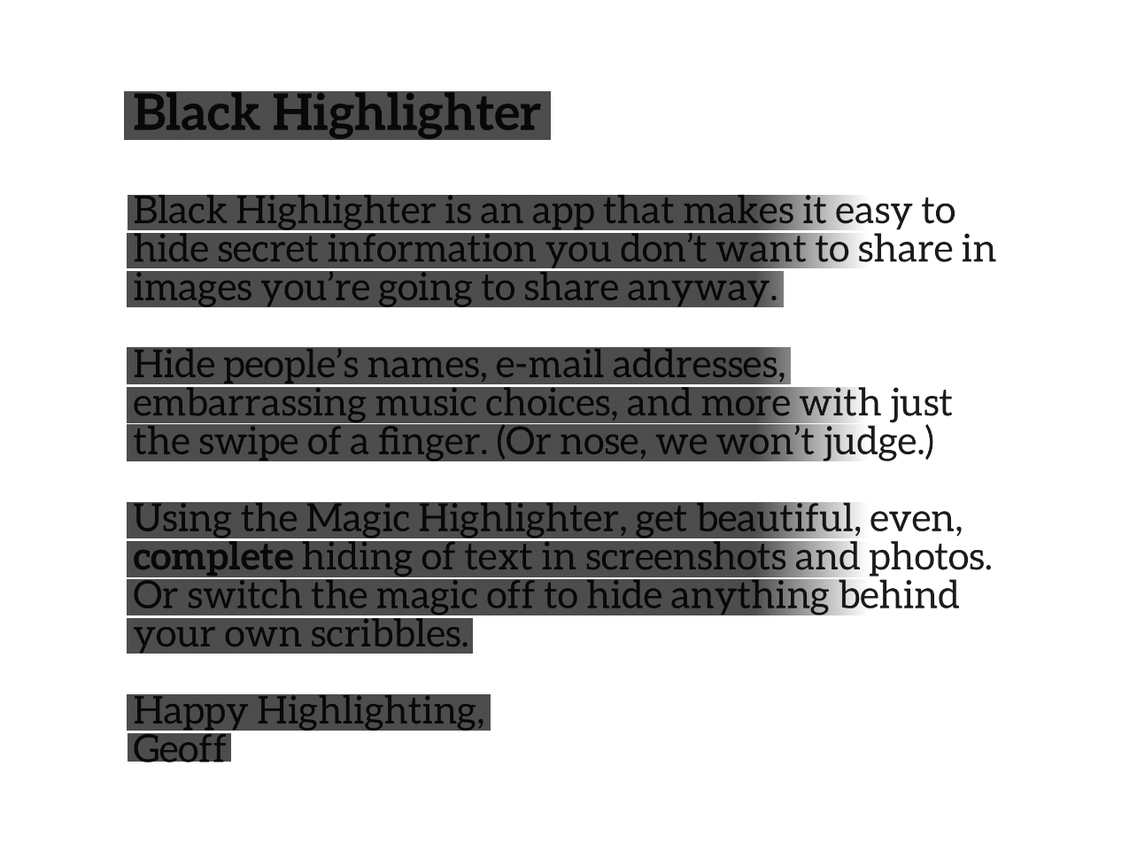 Black Highlighter
Black Highlighter is an app that makes it easy to
hide secret information you don’t want to share in
images you’re going to share anyway.
Hide people’s names, e-mail addresses,
embarrassing music choices, and more with just
the swipe of a finger. (Or nose, we won’t judge.)
Using the Magic Highlighter, get beautiful, even,
complete hiding of text in screenshots and photos.
Or switch the magic off to hide anything behind
your own scribbles.
Happy Highlighting,
Geoff